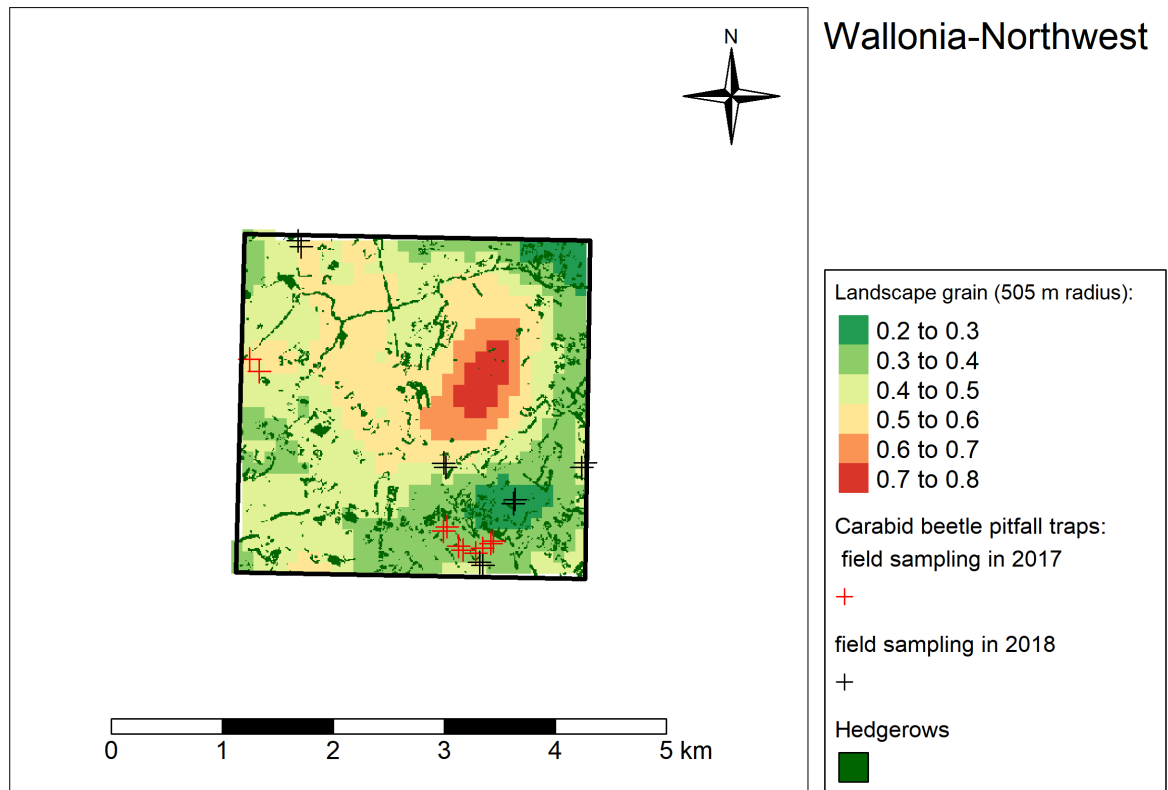 Wallonia-Northwest
N
Landscape grain (505 m radius):
0.2 to 0.3
0.3 to 0.4
0.4 to 0.5
0.5 to 0.6
0.6 to 0.7
0.7 to 0.8
Carabid beetle pitfall traps:
field sampling in 2017
field sampling in 2018
Hedgerows
0 1 2 3 4 5 km